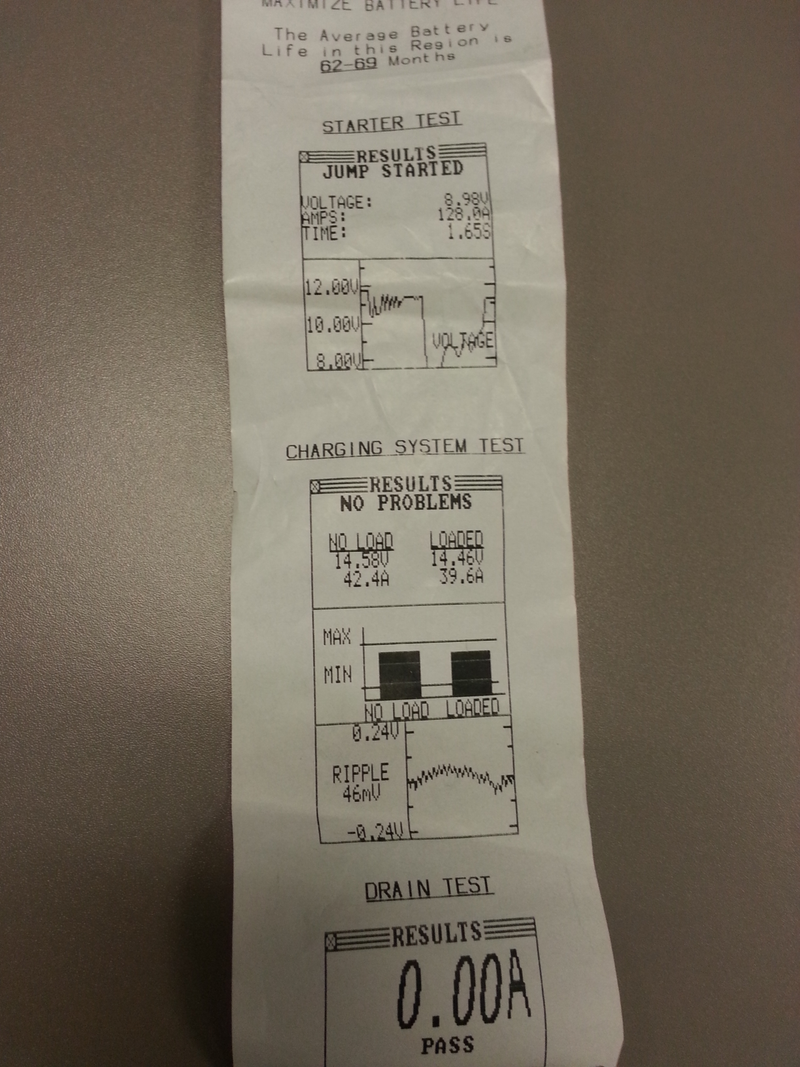 MAXIMIZE BATTERY LIFE
The Average Battery
Life in this Region is
62-69 Months
STARTER TEST
RESULTS
JUMP STARTED
VOLTAGE: 8.98V
AMPS: 128.0A
TIME: 1.65S
12.00V
10.00V
VOLTAGE
8.00V
CHARGING SYSTEM TEST
RESULTS
NO PROBLEMS
NO LOAD LOADED
14.58V 14.46V
42.4A 39.6A
MAX
MIN
NO LOAD LOADED
0.24V
RIPPLE
46mV
-0.24V
DRAIN TEST
RESULTS
0.00A
PASS